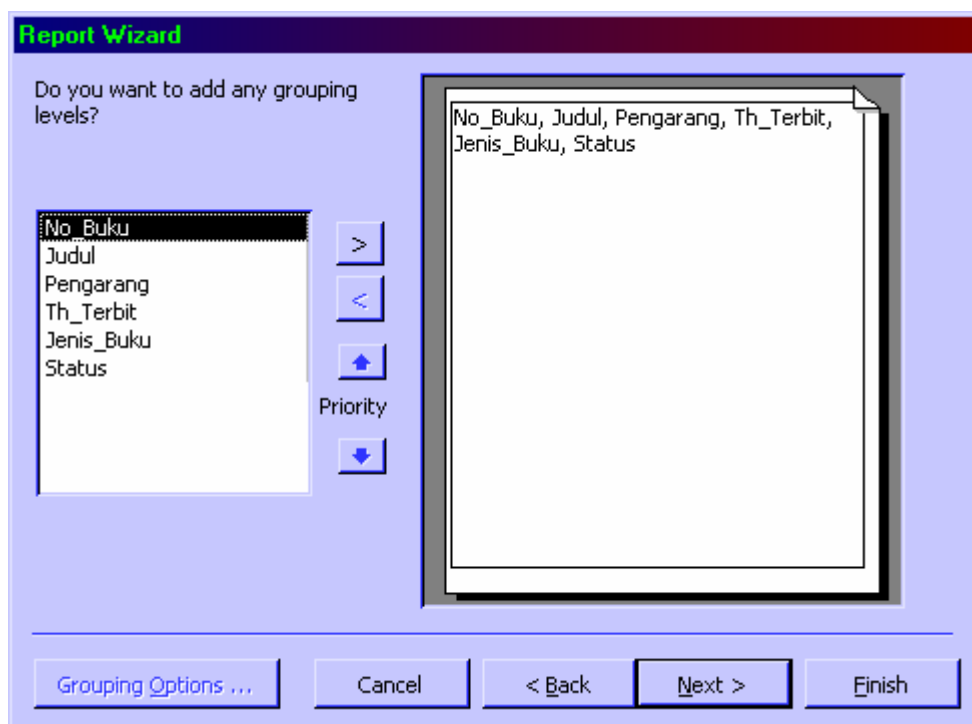 Report Wizard
Do you want to add any grouping
levels?
No_Buku, Judul, Pengarang, Th_Terbit,
Jenis_Buku, Status
No_Buku
Judul
Pengarang
Th_Terbit
Jenis_Buku
Status
>
<
Priority
Grouping Options ...
Cancel
< Back
Next >
Finish